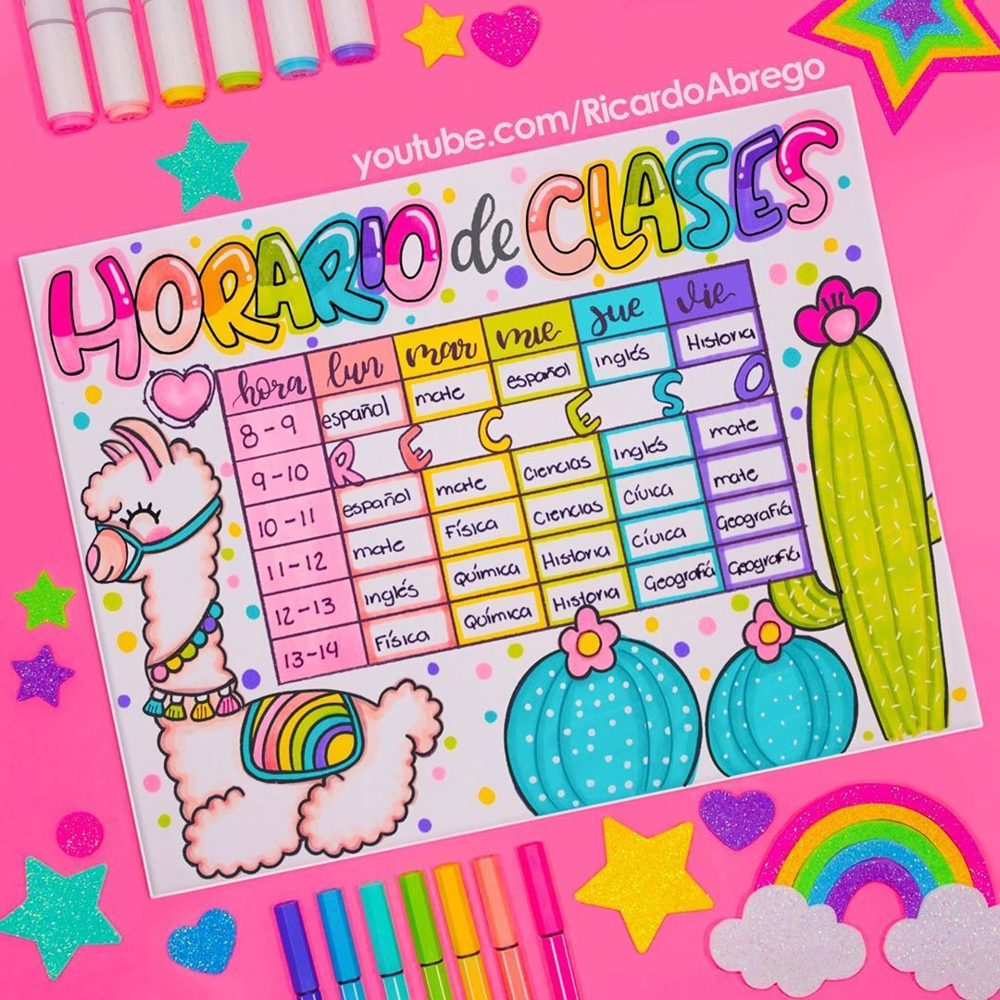 youtube.com/RicardoAbrego
HORARIO de CLASES
hora lun mar mie jue vie
8-9 español mate español Inglés Historia
9-10 RECESO
10-11 español mate Ciencias Inglés mate
11-12 mate Física Ciencias Cívica mate
12-13 Inglés Química Historia Cívica Geografía
13-14 Física Química Historia Geografía Geografía